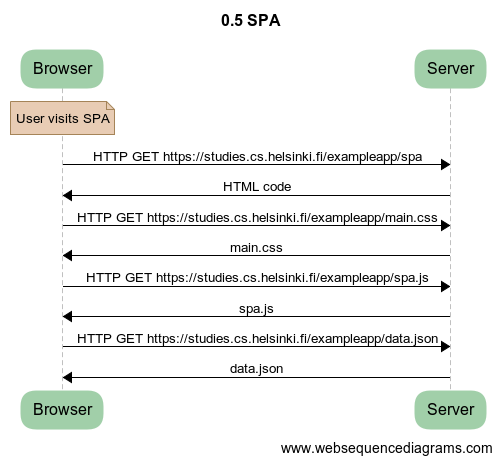 0.5 SPA
Browser
Server
User visits SPA
HTTP GET https://studies.cs.helsinki.fi/exampleapp/spa
HTML code
HTTP GET https://studies.cs.helsinki.fi/exampleapp/main.css
main.css
HTTP GET https://studies.cs.helsinki.fi/exampleapp/spa.js
spa.js
HTTP GET https://studies.cs.helsinki.fi/exampleapp/data.json
data.json
Browser
Server
www.websequencediagrams.com